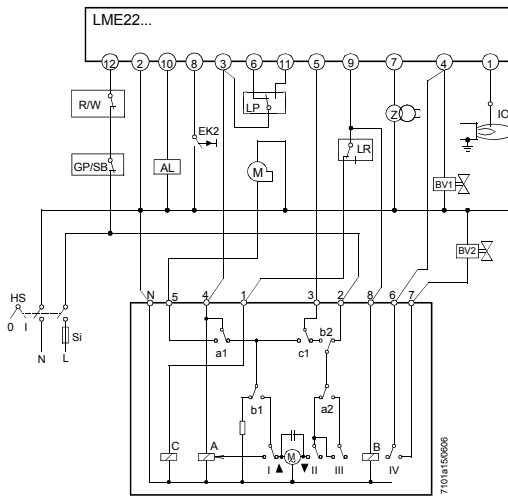 LME22...
12 2 10 8 3 6 11 5 9 7 4 1
R/W
EK2
LP
Z
IO
GP/SB
AL
M
LR
BV1
BV2
HS
0 I
Si
N L
N 5 4 1 3 2 8 6 7
a1 c1 b2
b1 a2
C A I M II III B IV
7101a15/0606